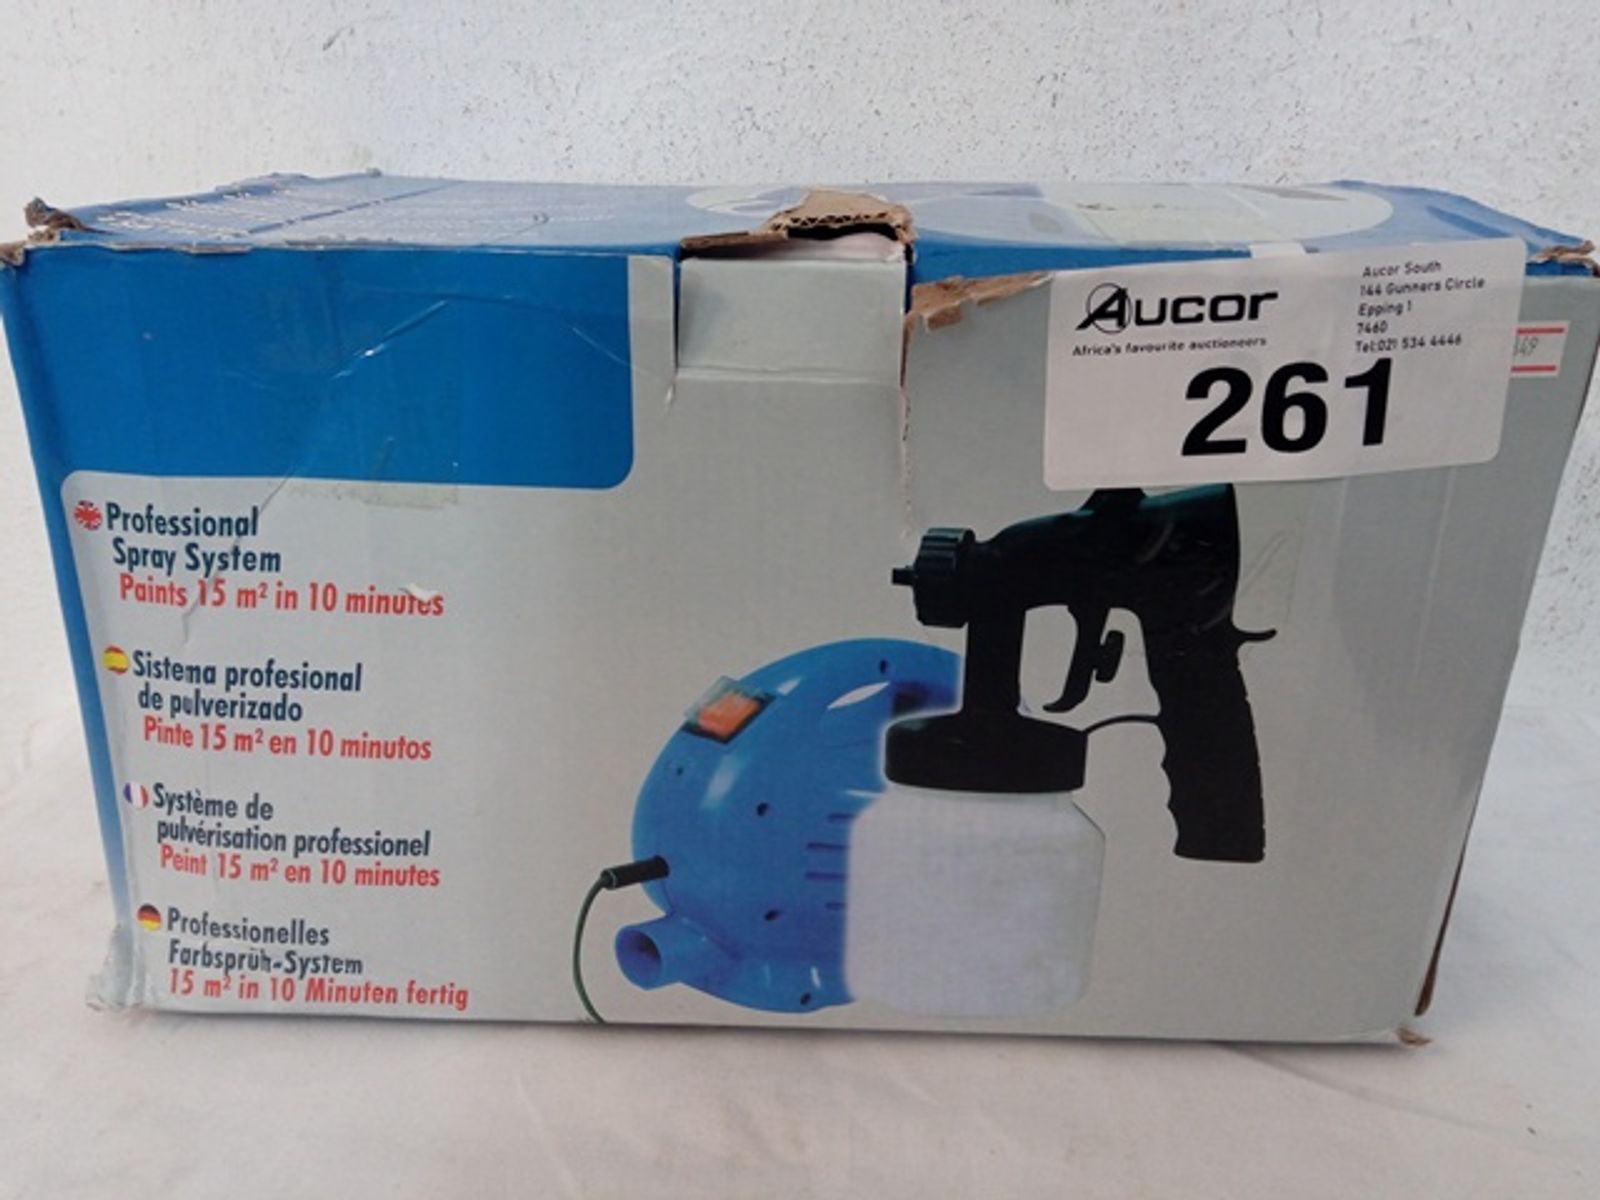 Aucor
Africa's favourite auctioneers
Aucor South
144 Gunners Circle
Epping 1
7460
Tel:021 534 4446
261
Professional
Spray System
Paints 15 m² in 10 minutes
Sistema profesional
de pulverizado
Pinte 15 m² en 10 minutos
Système de
pulvérisation professionel
Peint 15 m² en 10 minutes
Professionelles
Farbsprüh-System
15 m² in 10 Minuten fertig